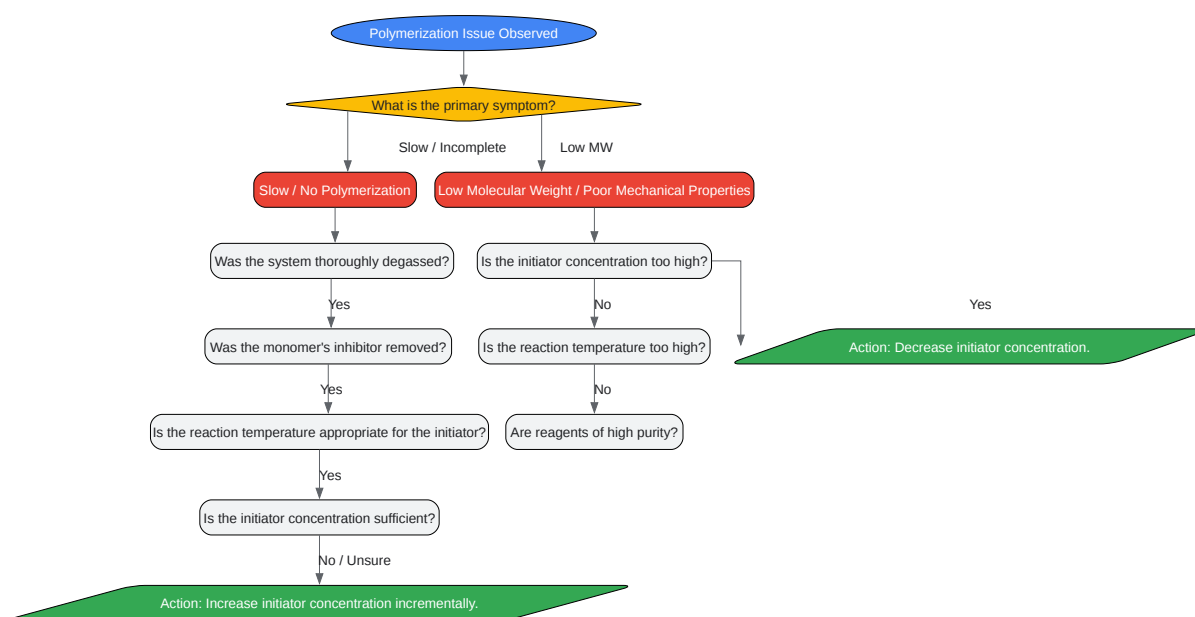 Polymerization Issue Observed
What is the primary symptom?
Slow / Incomplete
Low MW
Slow / No Polymerization
Low Molecular Weight / Poor Mechanical Properties
Was the system thoroughly degassed?
Is the initiator concentration too high?
Yes
No
Yes
Was the monomer's inhibitor removed?
Is the reaction temperature too high?
Action: Decrease initiator concentration.
Yes
No
Is the reaction temperature appropriate for the initiator?
Are reagents of high purity?
Yes
Is the initiator concentration sufficient?
No / Unsure
Action: Increase initiator concentration incrementally.